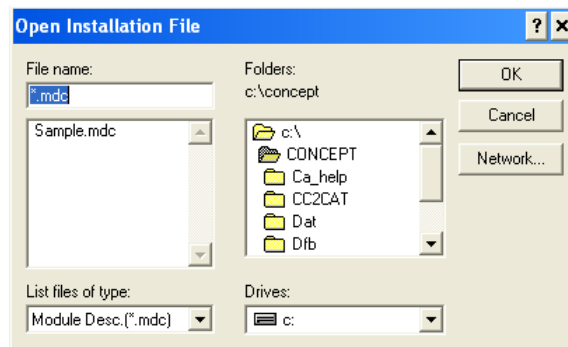 Open Installation File
File name:
*.mdc
Sample.mdc
List files of type:
Module Desc.(*.mdc)
Folders:
c:\concept
c:\
CONCEPT
Ca_help
CC2CAT
Dat
Dfb
Drives:
c:
OK
Cancel
Network...